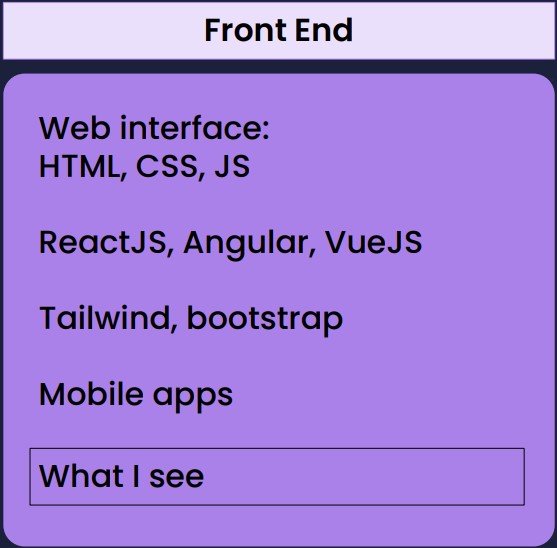 Front End
Web interface:
HTML, CSS, JS
ReactJS, Angular, VueJS
Tailwind, bootstrap
Mobile apps
What I see